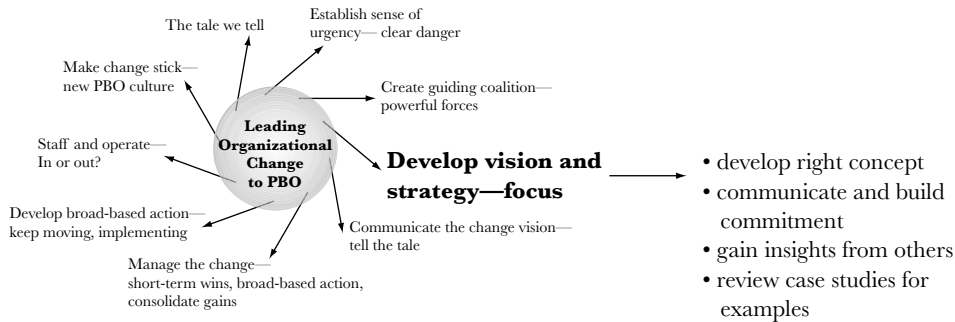 The tale we tell
Establish sense of
urgency— clear danger
Make change stick—
new PBO culture
Create guiding coalition—
powerful forces
Leading
Organizational
Change
to PBO
Staff and operate—
In or out?
Develop vision and
strategy—focus
• develop right concept
• communicate and build
commitment
• gain insights from others
• review case studies for
examples
Develop broad-based action—
keep moving, implementing
Communicate the change vision—
tell the tale
Manage the change—
short-term wins, broad-based action,
consolidate gains